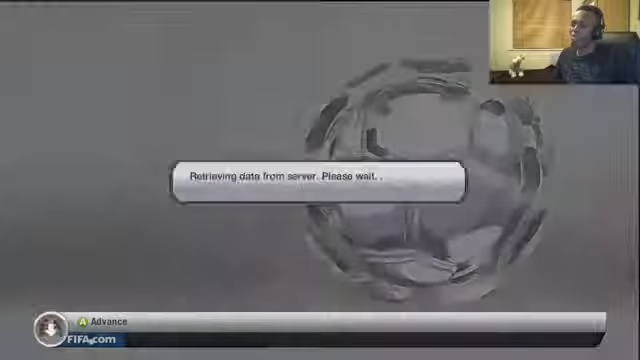 Retrieving data from server. Please wait. .
A Advance
FIFA.com